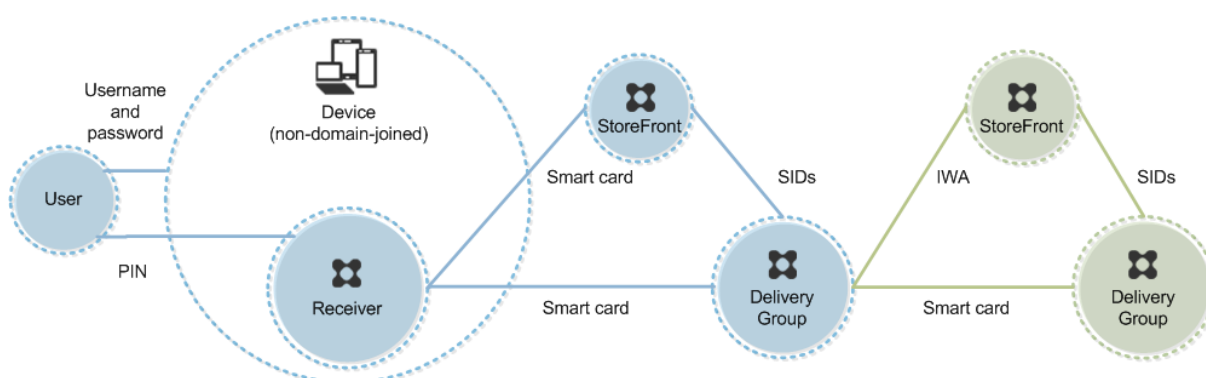 Username
and
password
User
PIN
Device
(non-domain-joined)
Receiver
Smart card
Smart card
StoreFront
SIDs
Delivery
Group
IWA
Smart card
StoreFront
SIDs
Delivery
Group